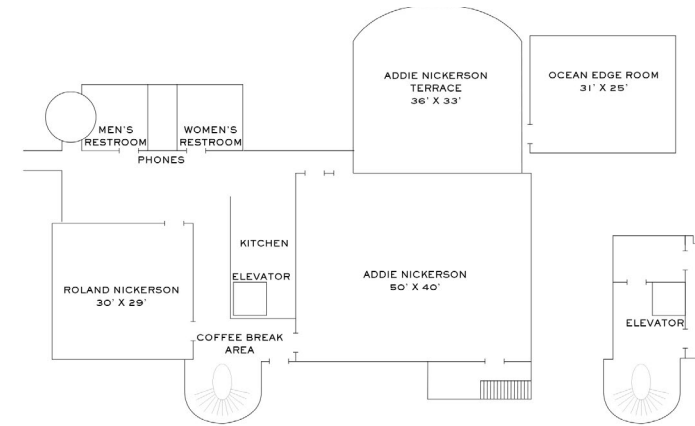 ADDIE NICKERSON
TERRACE
36' X 33'
OCEAN EDGE ROOM
31' X 25'
MEN'S
RESTROOM
WOMEN'S
RESTROOM
PHONES
KITCHEN
ELEVATOR
ROLAND NICKERSON
30' X 29'
ADDIE NICKERSON
50' X 40'
COFFEE BREAK
AREA
ELEVATOR